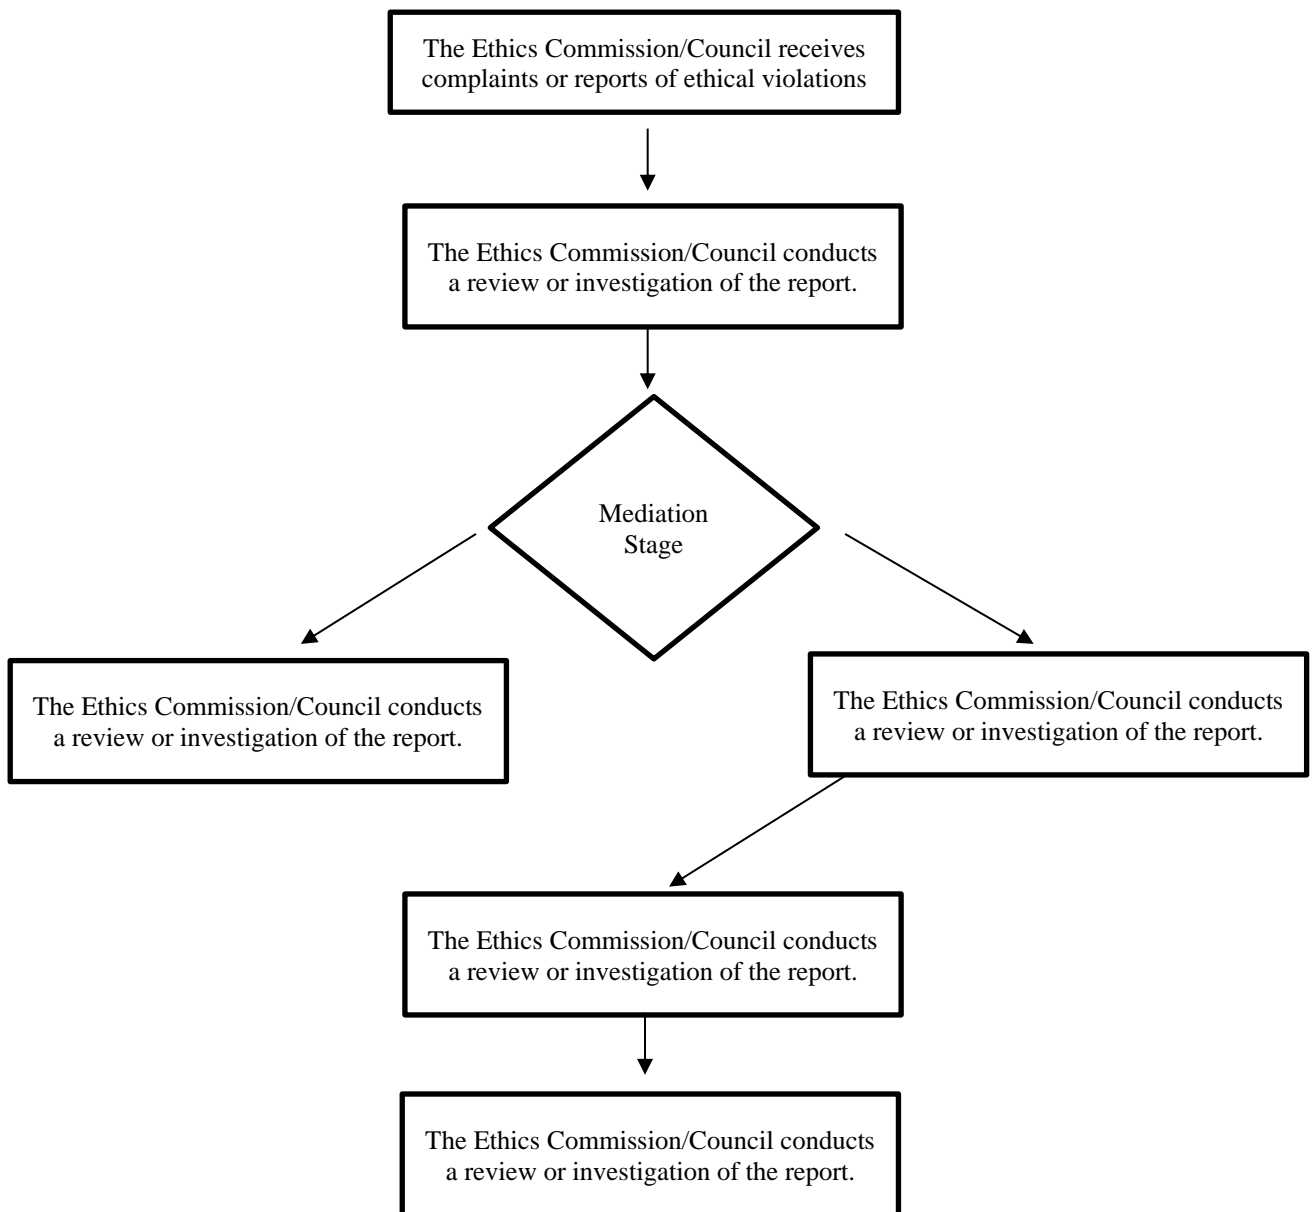 The Ethics Commission/Council receives
complaints or reports of ethical violations
The Ethics Commission/Council conducts
a review or investigation of the report.
Mediation
Stage
The Ethics Commission/Council conducts
a review or investigation of the report.
The Ethics Commission/Council conducts
a review or investigation of the report.
The Ethics Commission/Council conducts
a review or investigation of the report.
The Ethics Commission/Council conducts
a review or investigation of the report.